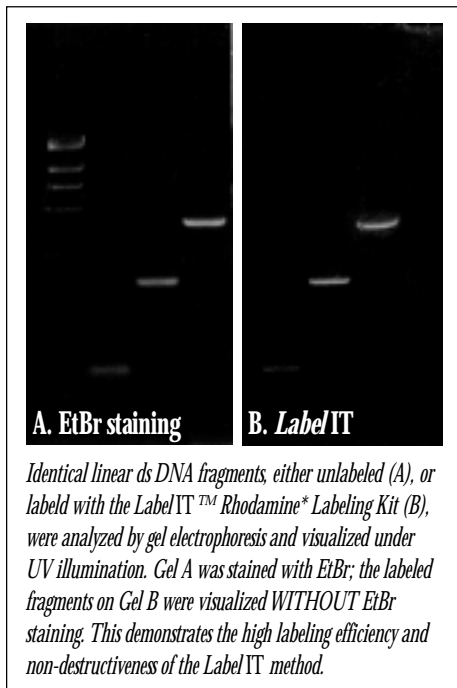 A. EtBr staining
B. Label IT
Identical linear ds DNA fragments, either unlabeled (A), or
labeld with the Label IT ™ Rhodamine* Labeling Kit (B),
were analyzed by gel electrophoresis and visualized under
UV illumination. Gel A was stained with EtBr; the labeled
fragments on Gel B were visualized WITHOUT EtBr
staining. This demonstrates the high labeling efficiency and
non-destructiveness of the Label IT method.